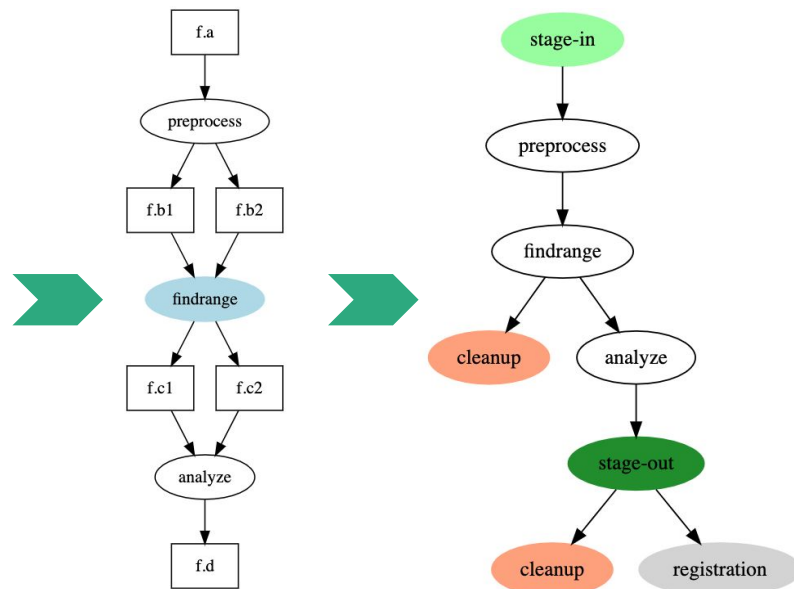 f.a
preprocess
f.b1
f.b2
findrange
f.c1
f.c2
analyze
f.d
stage-in
preprocess
findrange
cleanup
analyze
stage-out
cleanup
registration